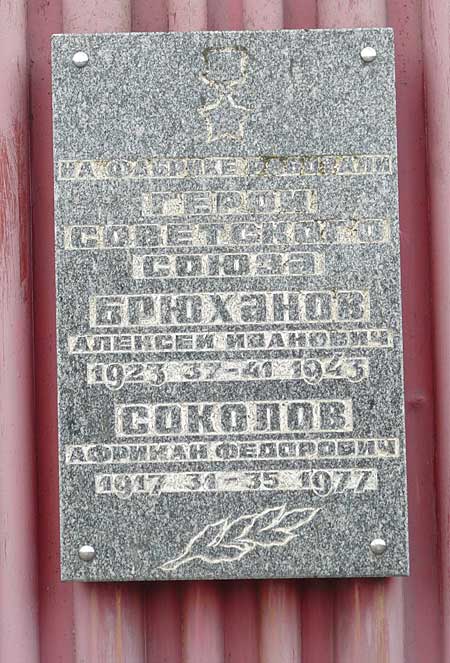 НА ФАБРИКЕ РАБОТАЛИ
ГЕРОИ
СОВЕТСКОГО
СОЮЗА
БРЮХАНОВ
АЛЕКСЕЙ ИВАНОВИЧ
1923 37-41 1943
СОКОЛОВ
АФРИКАН ФЕДОРОВИЧ
1917 31-35 1977